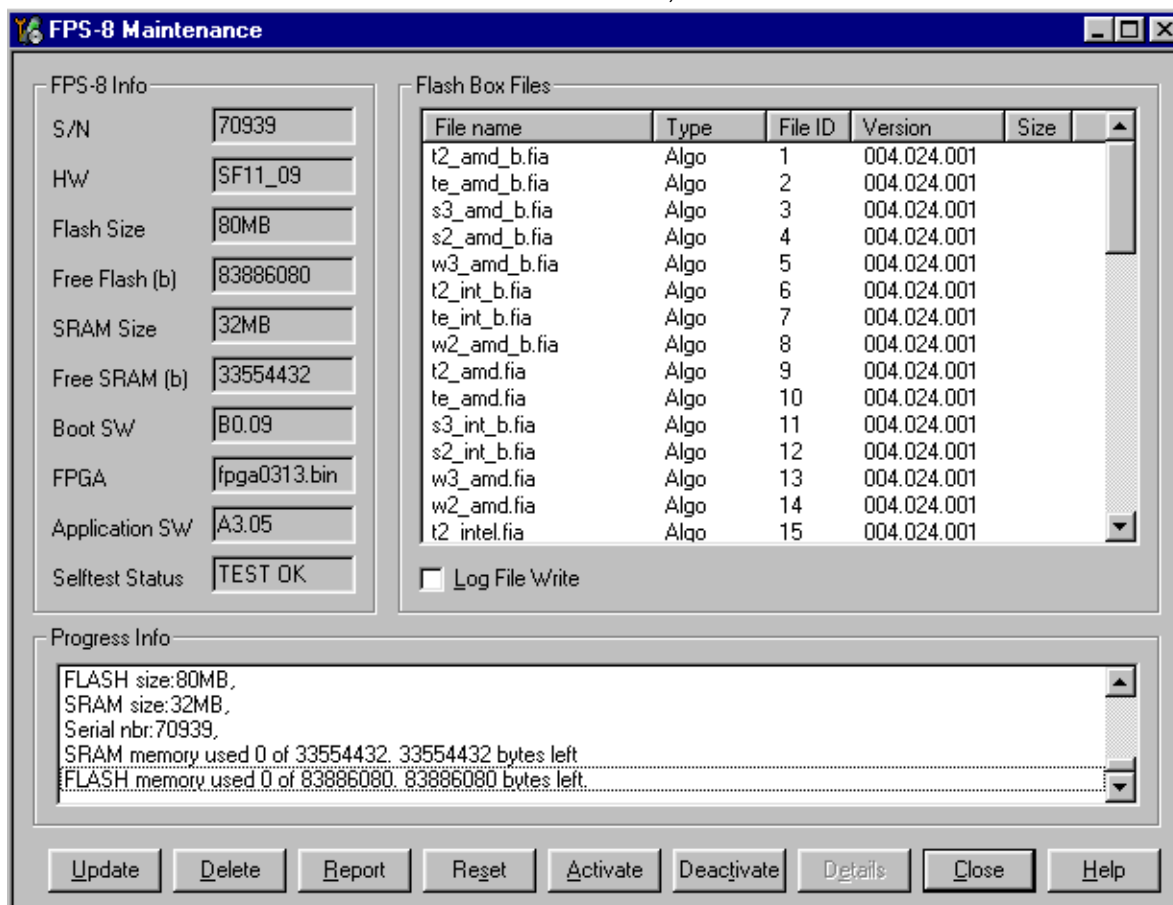 FPS-8 Maintenance
FPS-8 Info
S/N 70939
HW SF11_09
Flash Size 80MB
Free Flash (b) 83886080
SRAM Size 32MB
Free SRAM (b) 33554432
Boot SW B0.09
FPGA fpga0313.bin
Application SW A3.05
Selftest Status TEST OK
Flash Box Files
File name Type File ID Version Size
t2_amd_b.fia Algo 1 004.024.001
te_amd_b.fia Algo 2 004.024.001
s3_amd_b.fia Algo 3 004.024.001
s2_amd_b.fia Algo 4 004.024.001
w3_amd_b.fia Algo 5 004.024.001
t2_int_b.fia Algo 6 004.024.001
te_int_b.fia Algo 7 004.024.001
w2_amd_b.fia Algo 8 004.024.001
t2_amd.fia Algo 9 004.024.001
te_amd.fia Algo 10 004.024.001
s3_int_b.fia Algo 11 004.024.001
s2_int_b.fia Algo 12 004.024.001
w3_amd.fia Algo 13 004.024.001
w2_amd.fia Algo 14 004.024.001
t2_intel.fia Algo 15 004.024.001
Log File Write
Progress Info
FLASH size:80MB,
SRAM size:32MB,
Serial nbr:70939,
SRAM memory used 0 of 33554432. 33554432 bytes left
FLASH memory used 0 of 83886080. 83886080 bytes left.
Update Delete Report Reset Activate Deactivate Details Close Help